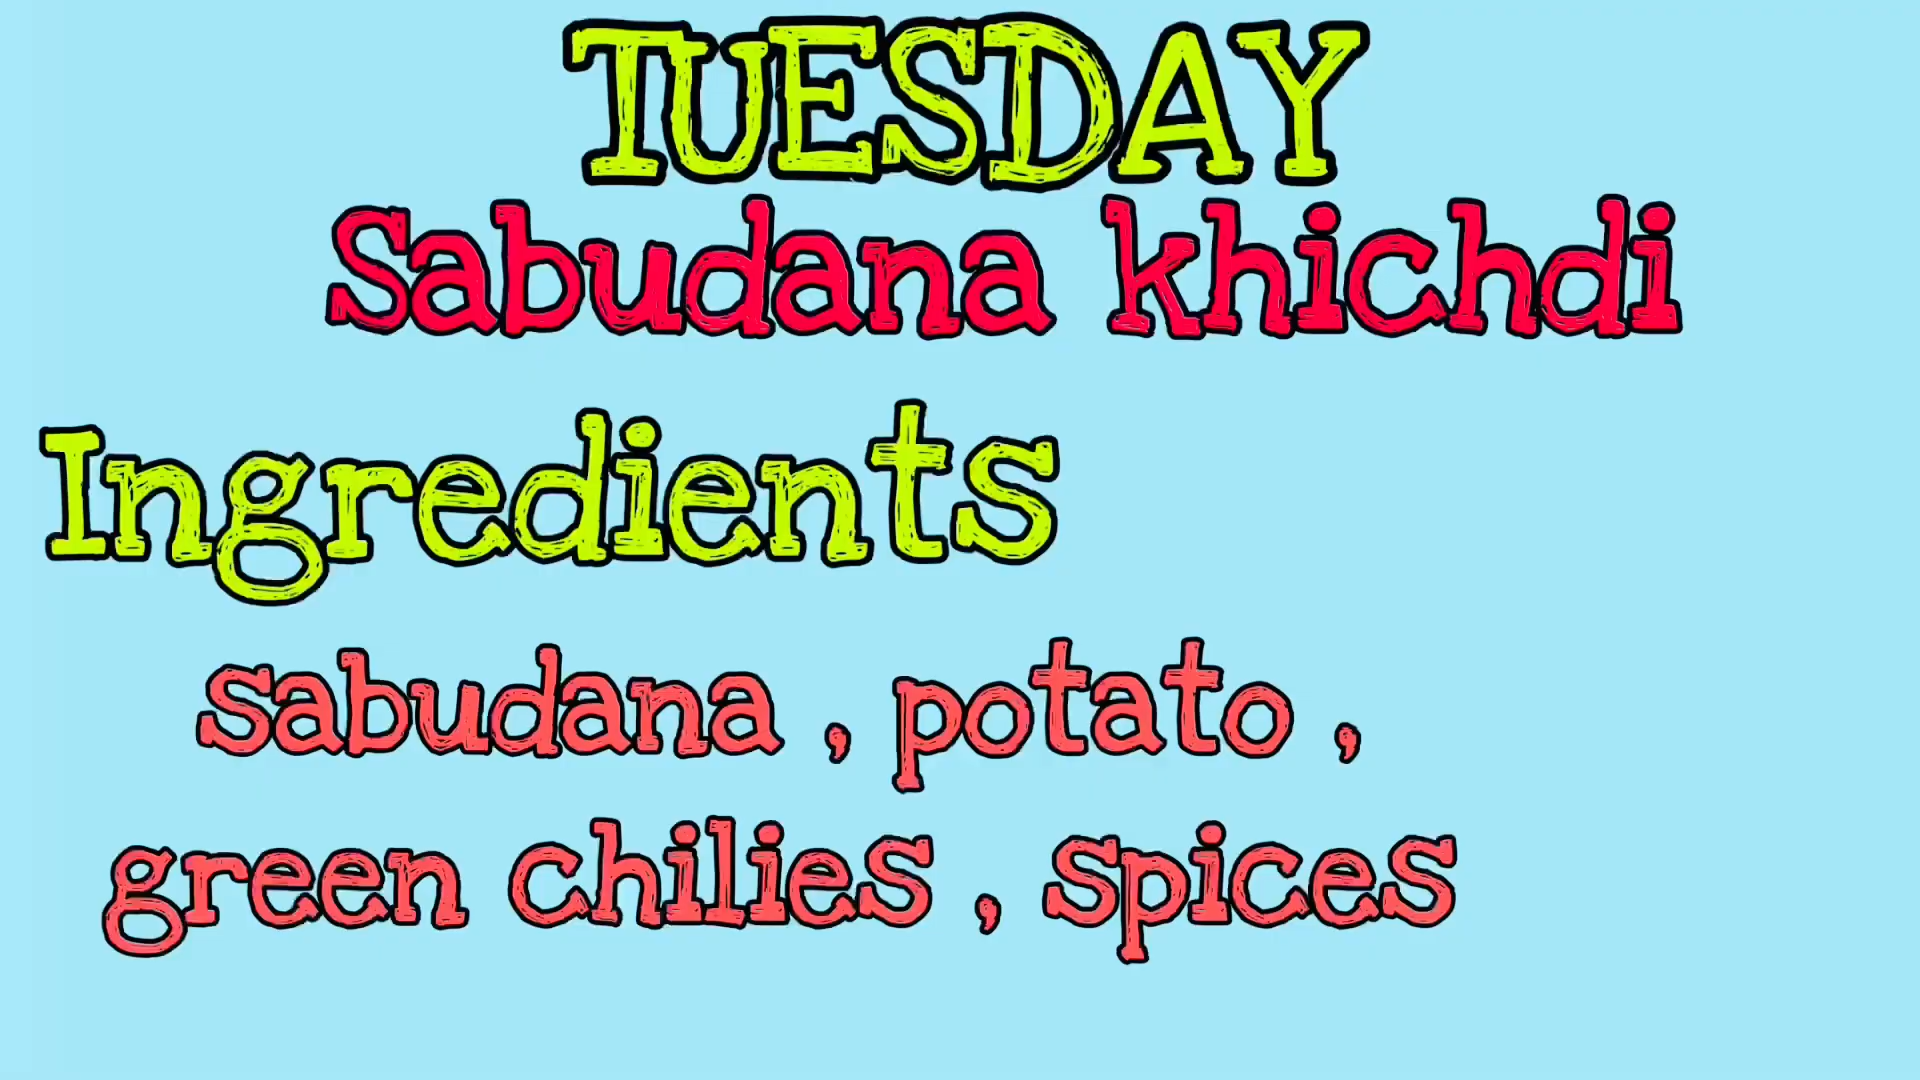 TUESDAY
Sabudana khichdi
Ingredients
sabudana , potato ,
green chilies , spices